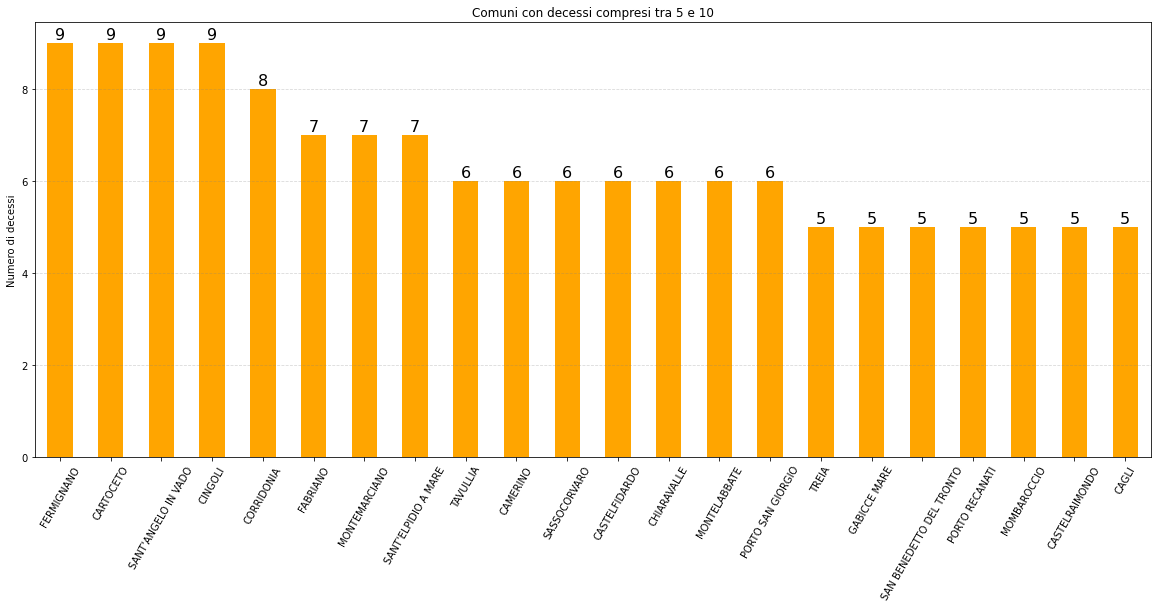 Comuni con decessi compresi tra 5 e 10
Numero di decessi
8
6
4
2
0
9
9
9
9
8
7
7
7
6
6
6
6
6
6
6
5
5
5
5
5
5
5
FERMIGNANO
CARTOCETO
SANT'ANGELO IN VADO
CINGOLI
CORRIDONIA
FABRIANO
MONTEMARCIANO
SANT'ELPIDIO A MARE
TAVULLIA
CAMERINO
SASSOCORVARO
CASTELFIDARDO
CHIARAVALLE
MONTELABBATE
PORTO SAN GIORGIO
TREIA
GABICCE MARE
SAN BENEDETTO DEL TRONTO
PORTO RECANATI
MOMBAROCCIO
CASTELRAIMONDO
CAGLI